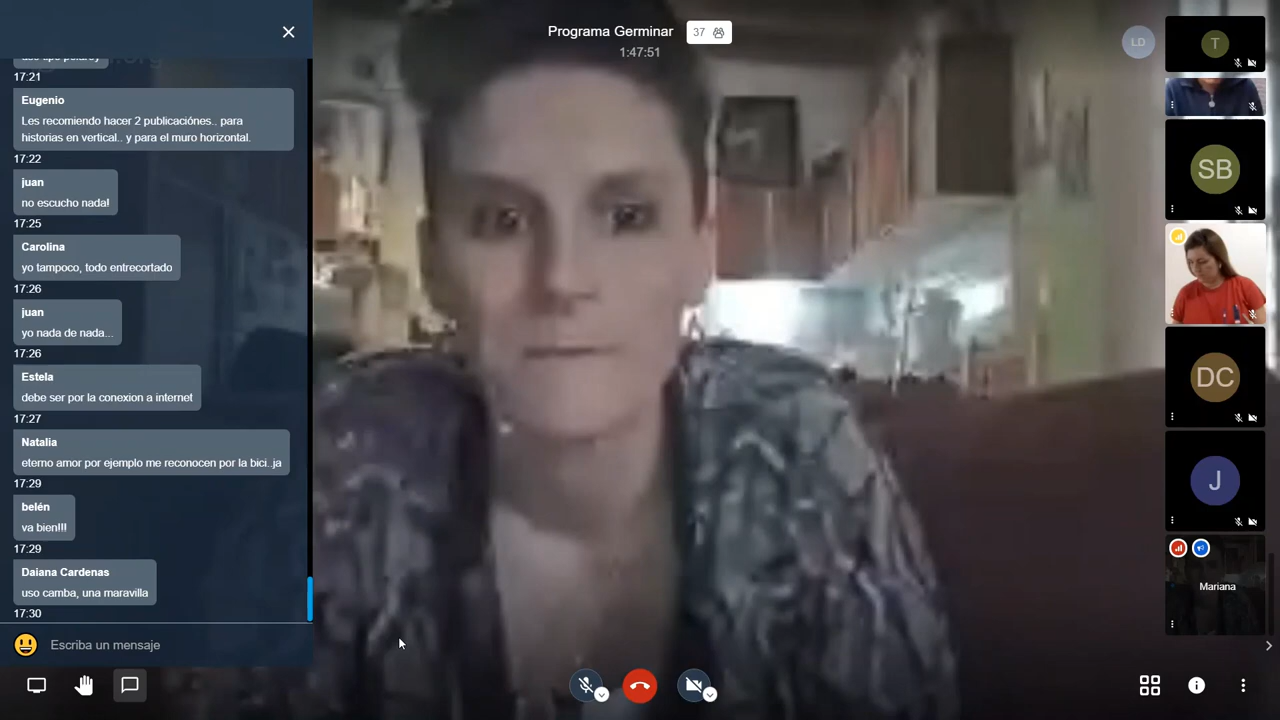 Programa Germinar
37
1:47:51
17:21
Eugenio
Les recomiendo hacer 2 publicaciónes.. para
historias en vertical.. y para el muro horizontal.
17:22
juan
no escucho nada!
17:25
Carolina
yo tampoco, todo entrecortado
17:26
juan
yo nada de nada...
17:26
Estela
debe ser por la conexion a internet
17:27
Natalia
eterno amor por ejemplo me reconocen por la bici..ja
17:29
belén
va bien!!!
17:29
Daiana Cardenas
uso camba, una maravilla
17:30
Escriba un mensaje
LD
T
SB
DC
J
Mariana